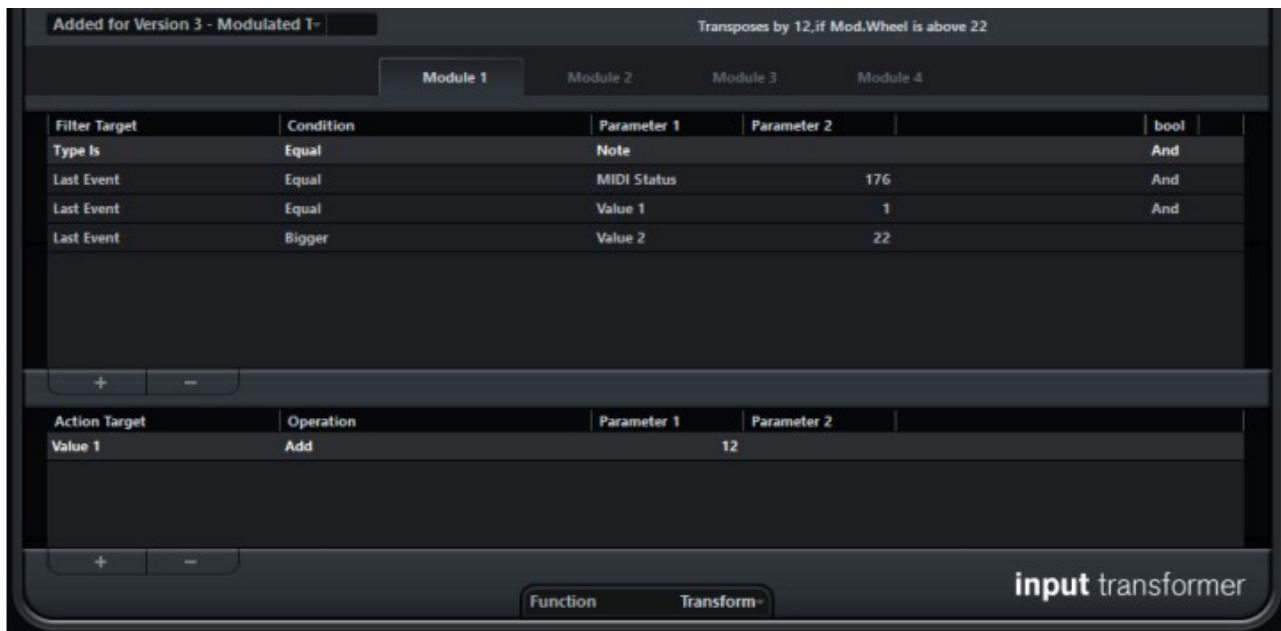 Added for Version 3 - Modulated T Transposes by 12,if Mod.Wheel is above 22
Module 1 Module 2 Module 3 Module 4
Filter Target Condition Parameter 1 Parameter 2 bool
Type Is Equal Note And
Last Event Equal MIDI Status 176 And
Last Event Equal Value 1 1 And
Last Event Bigger Value 2 22
+ −
Action Target Operation Parameter 1 Parameter 2
Value 1 Add 12
+ −
input transformer
Function Transform